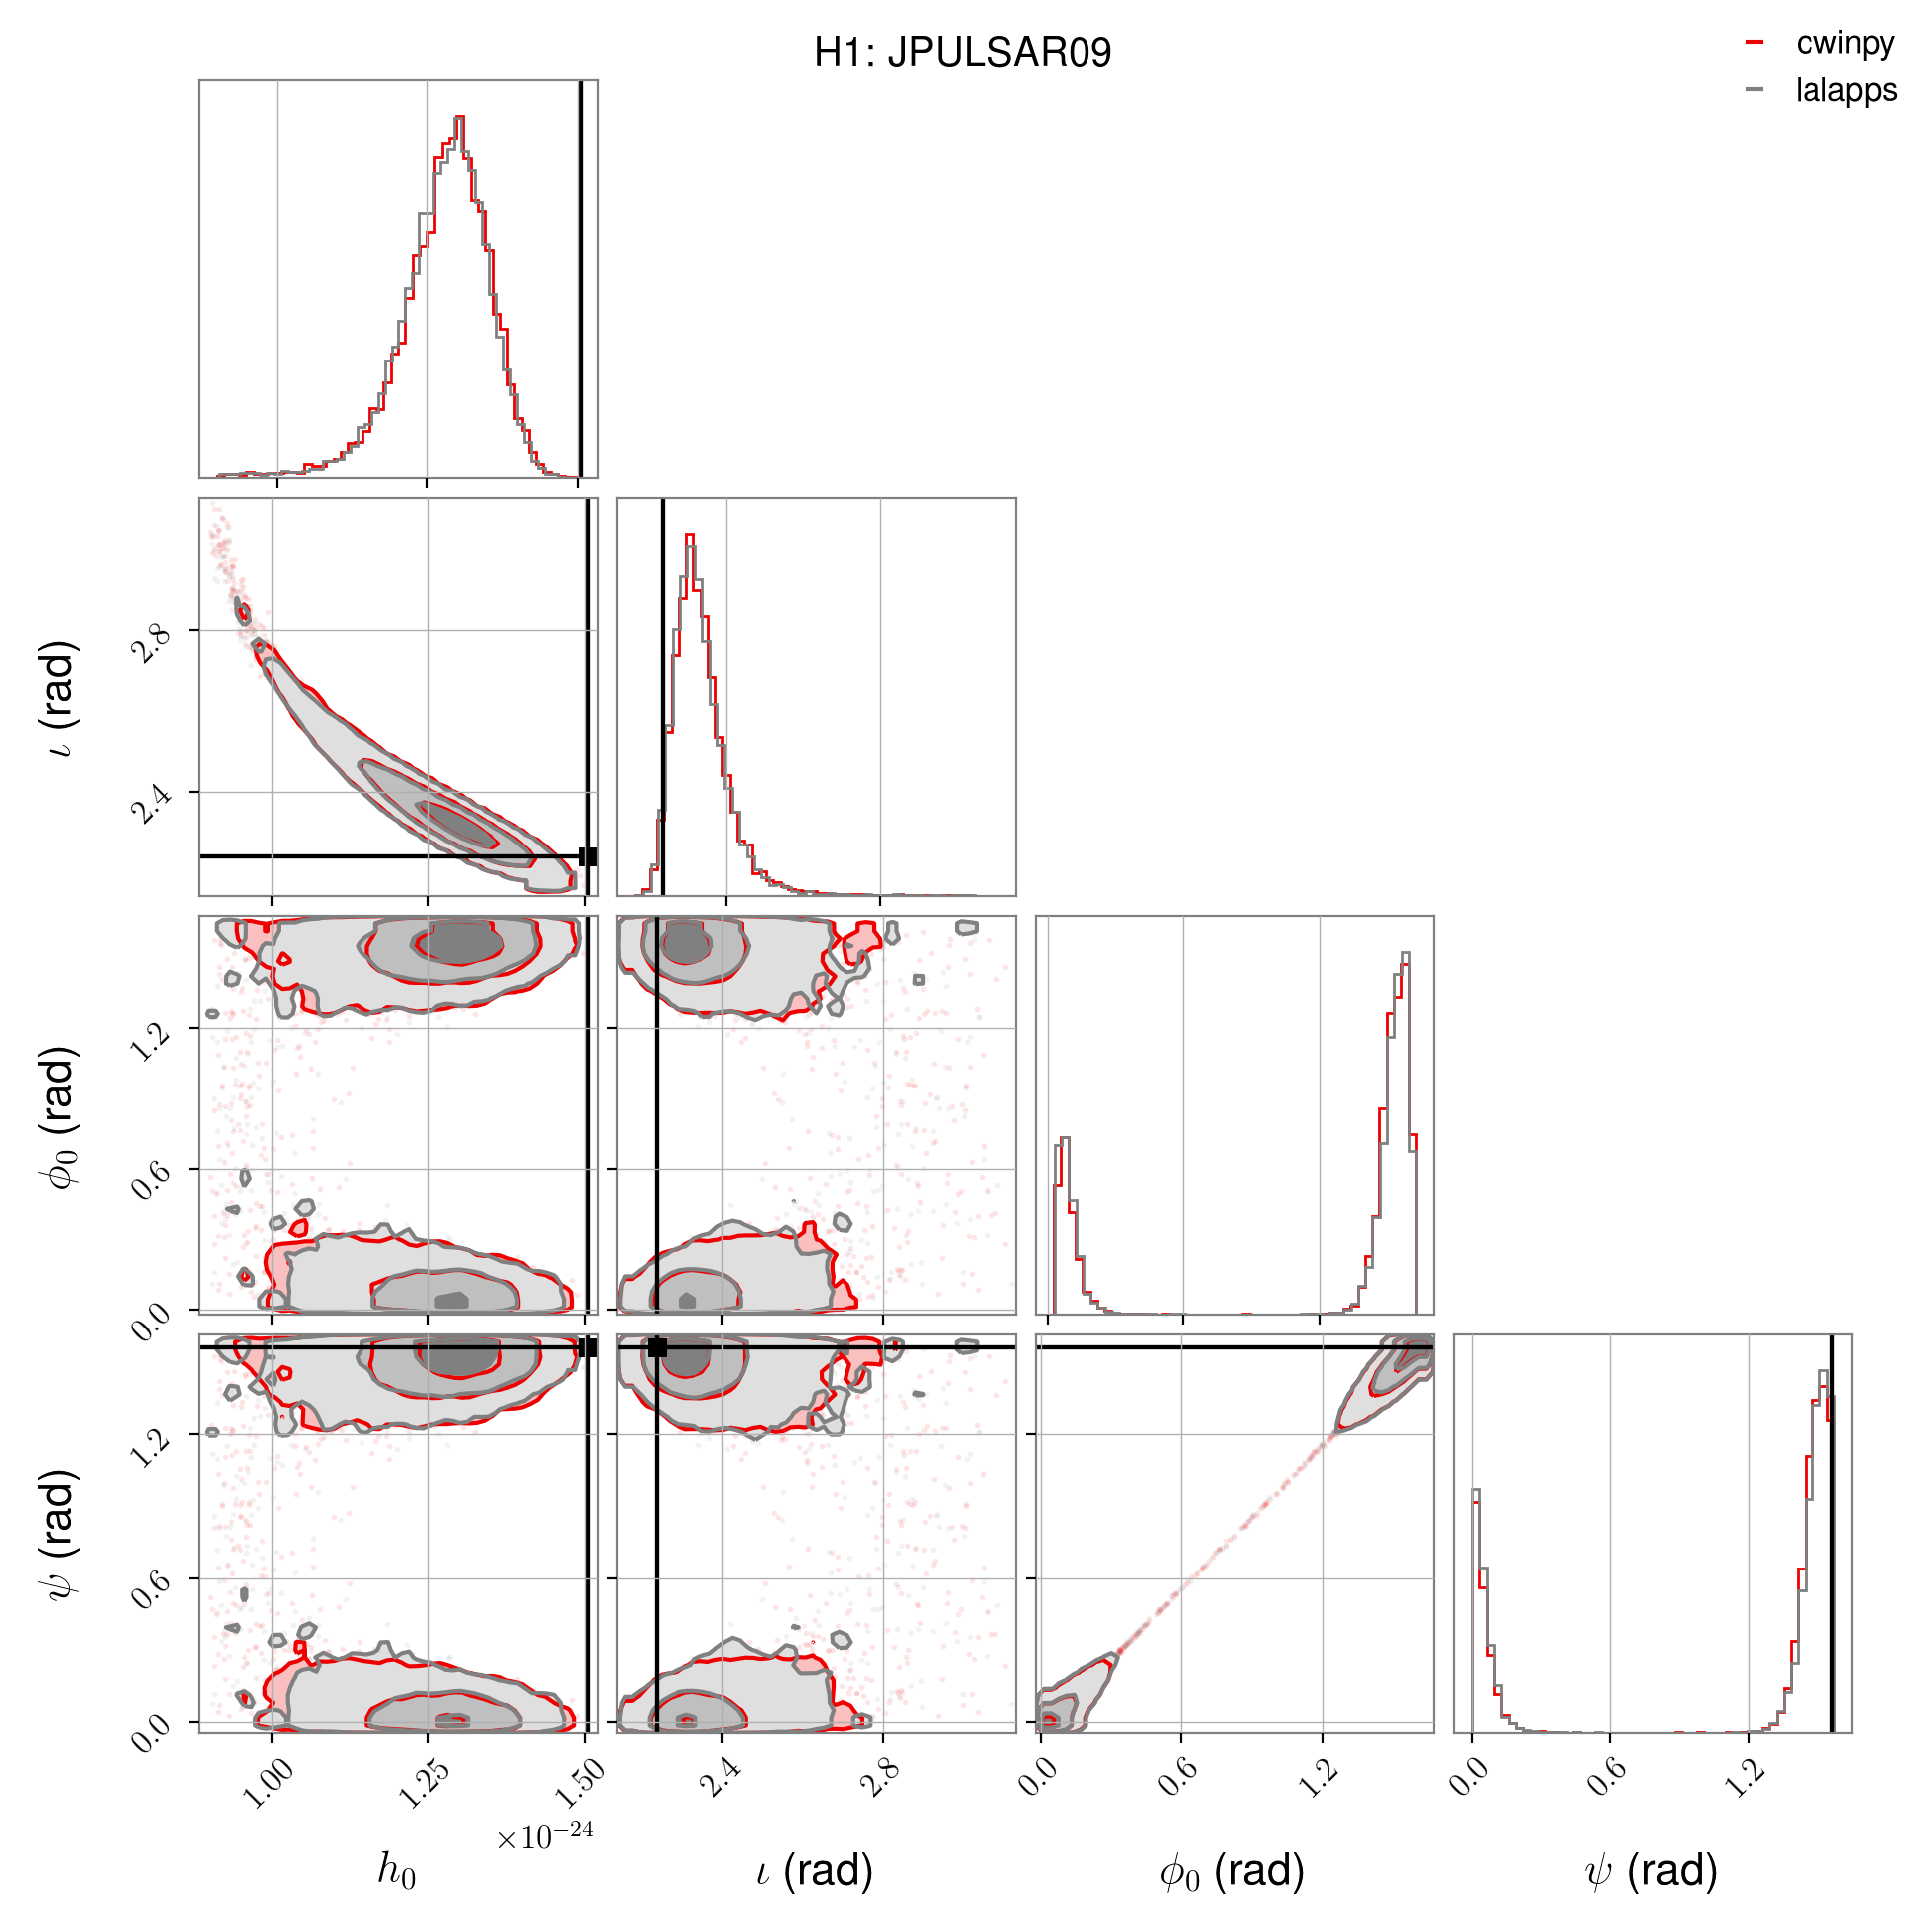 H1: JPULSAR09
cwinpy
lalapps
ι (rad)
2.8
2.4
ϕ₀ (rad)
1.2
0.6
0.0
ψ (rad)
1.2
0.6
0.0
1.00 1.25 1.50 2.4 2.8 0.0 0.6 1.2 0.0 0.6 1.2
×10⁻²⁴
h₀ ι (rad) ϕ₀ (rad) ψ (rad)